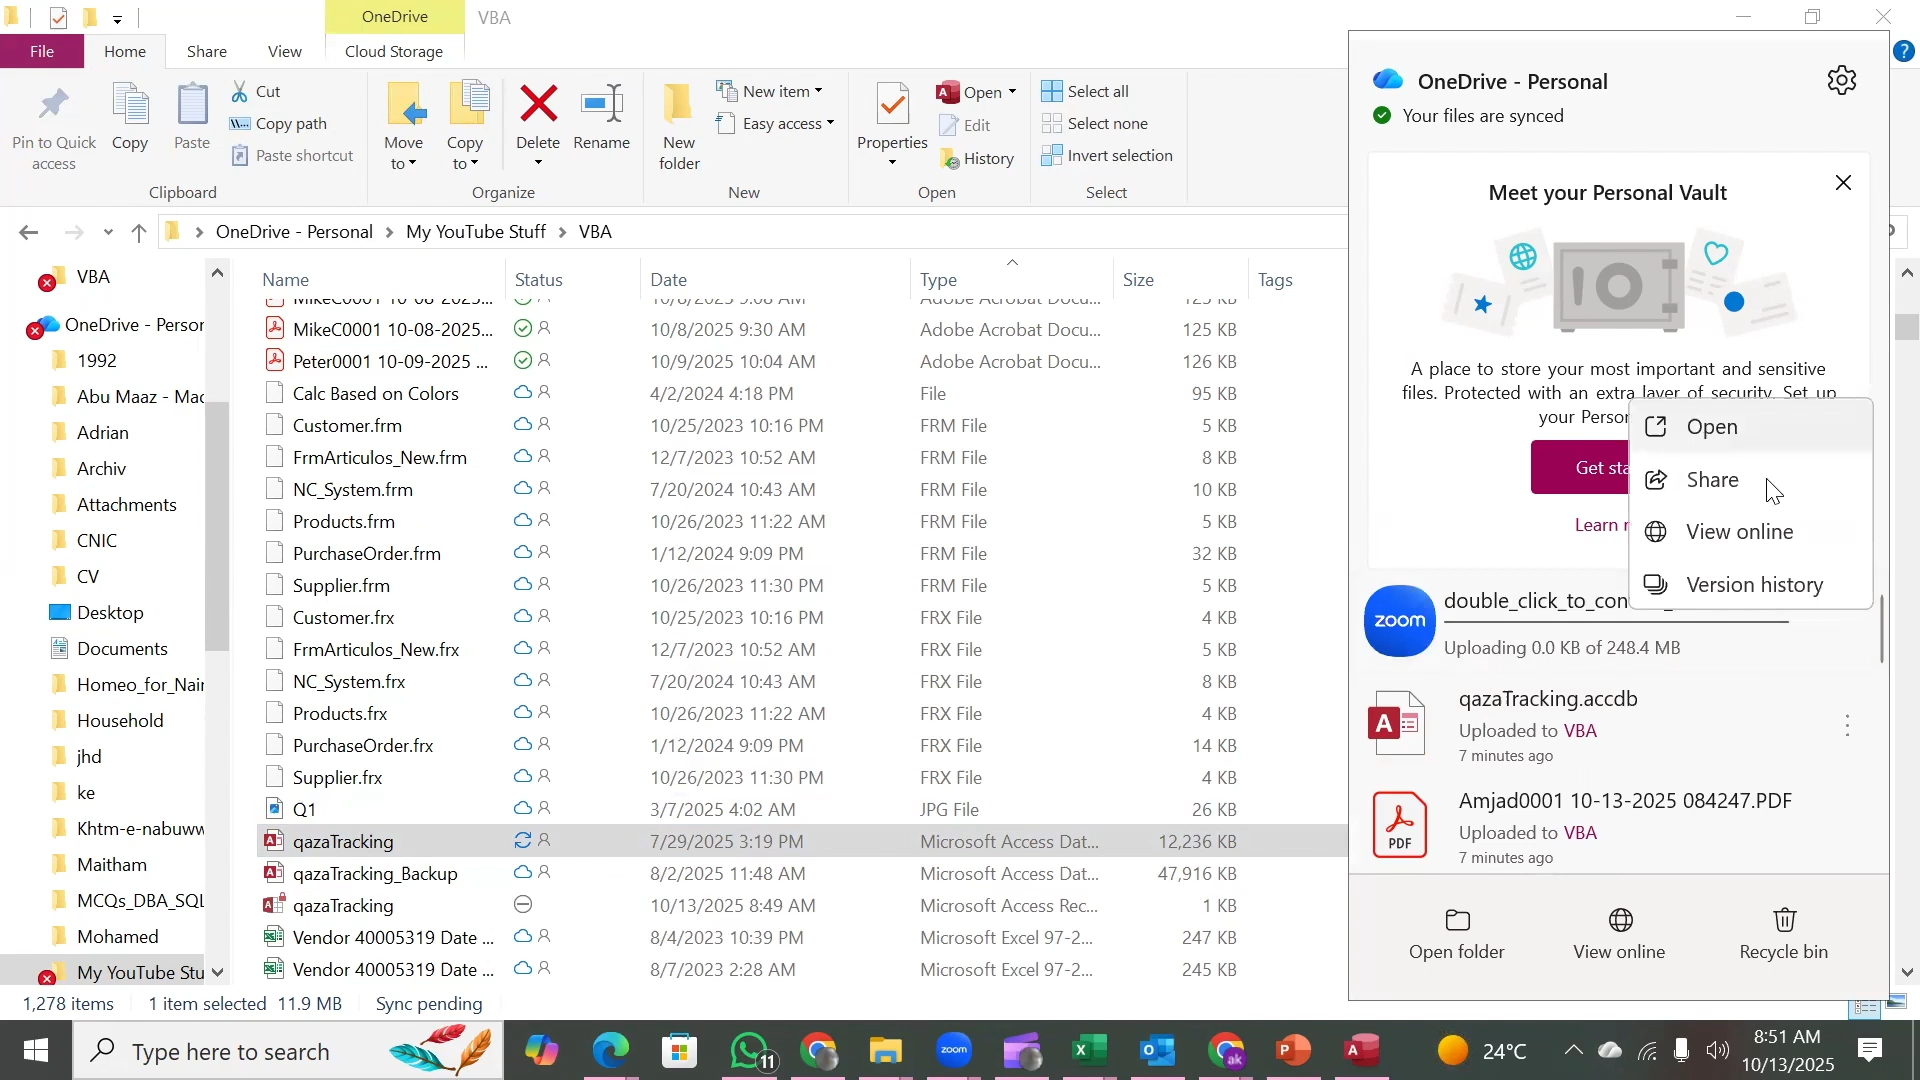 OneDrive
VBA
File
Home
Share
View
Cloud Storage
?
Pin to Quick access
Copy
Paste
Cut
Copy path
Paste shortcut
Clipboard
Move to
Copy to
Delete
Rename
Organize
New folder
New item
Easy access
New
Properties
Open
Edit
History
Open
Select all
Select none
Invert selection
Select
OneDrive - Personal
My YouTube Stuff
VBA
Name
Status
Date
Type
Size
Tags
VBA
OneDrive - Persor
1992
Abu Maaz - Mac
Adrian
Archiv
Attachments
CNIC
CV
Desktop
Documents
Homeo_for_Nair
Household
jhd
ke
Khtm-e-nabuww
Maitham
MCQs_DBA_SQL
Mohamed
My YouTube Stu
MikeC0001 10-08-2025... 10/8/2025 Adobe Acrobat Docu... 125 KB
MikeC0001 10-08-2025... 10/8/2025 9:30 AM Adobe Acrobat Docu... 125 KB
Peter0001 10-09-2025 ... 10/9/2025 10:04 AM Adobe Acrobat Docu... 126 KB
Calc Based on Colors 4/2/2024 4:18 PM File 95 KB
Customer.frm 10/25/2023 10:16 PM FRM File 5 KB
FrmArticulos_New.frm 12/7/2023 10:52 AM FRM File 8 KB
NC_System.frm 7/20/2024 10:43 AM FRM File 10 KB
Products.frm 10/26/2023 11:22 AM FRM File 5 KB
PurchaseOrder.frm 1/12/2024 9:09 PM FRM File 32 KB
Supplier.frm 10/26/2023 11:30 PM FRM File 5 KB
Customer.frx 10/25/2023 10:16 PM FRX File 4 KB
FrmArticulos_New.frx 12/7/2023 10:52 AM FRX File 5 KB
NC_System.frx 7/20/2024 10:43 AM FRX File 8 KB
Products.frx 10/26/2023 11:22 AM FRX File 4 KB
PurchaseOrder.frx 1/12/2024 9:09 PM FRX File 14 KB
Supplier.frx 10/26/2023 11:30 PM FRX File 4 KB
Q1 3/7/2025 4:02 AM JPG File 26 KB
qazaTracking 7/29/2025 3:19 PM Microsoft Access Dat... 12,236 KB
qazaTracking_Backup 8/2/2025 11:48 AM Microsoft Access Dat... 47,916 KB
qazaTracking 10/13/2025 8:49 AM Microsoft Access Rec... 1 KB
Vendor 40005319 Date ... 8/4/2023 10:39 PM Microsoft Excel 97-2... 247 KB
Vendor 40005319 Date ... 8/7/2023 2:28 AM Microsoft Excel 97-2... 245 KB
1,278 items 1 item selected 11.9 MB Sync pending
OneDrive - Personal
Your files are synced
Meet your Personal Vault
A place to store your most important and sensitive
files. Protected with an extra layer of security. Set up
your Person
Get sta
Learn
Open
Share
View online
Version history
zoom
double_click_to_con
Uploading 0.0 KB of 248.4 MB
A
qazaTracking.accdb
Uploaded to VBA
7 minutes ago
PDF
Amjad0001 10-13-2025 084247.PDF
Uploaded to VBA
7 minutes ago
Open folder
View online
Recycle bin
Type here to search
11
zoom
ak
24°C
8:51 AM
10/13/2025